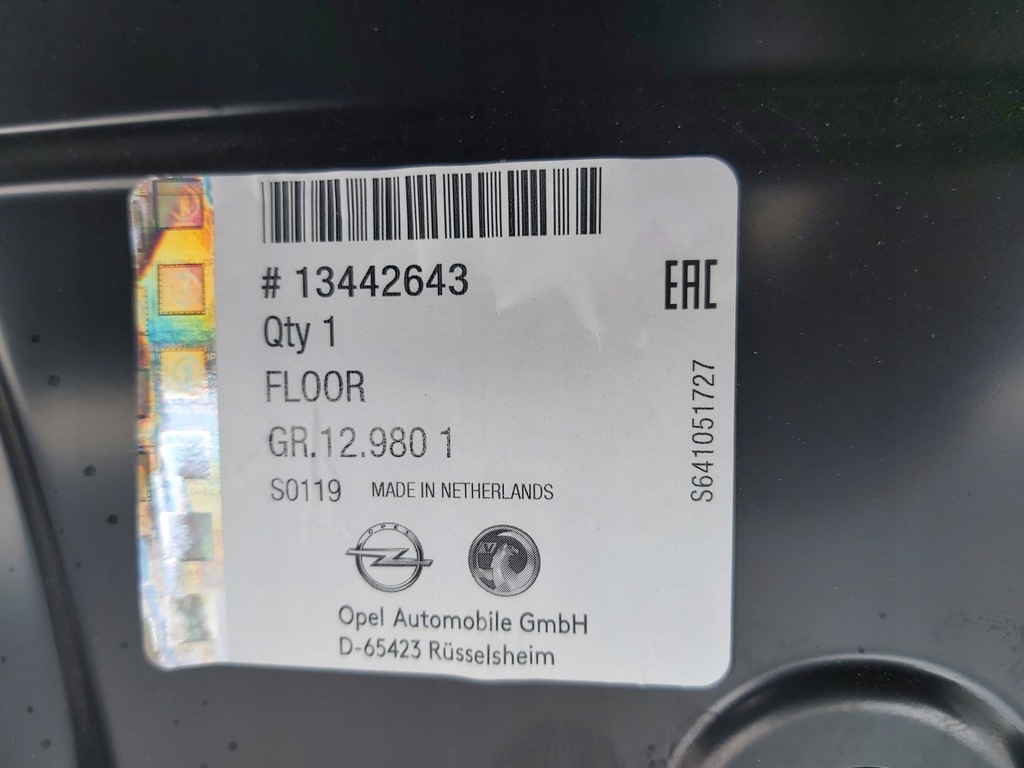 # 13442643
EAC
Qty 1
FLOOR
GR.12.980 1
S0119 MADE IN NETHERLANDS
S641051727
OPEL
V
Opel Automobile GmbH
D-65423 Rüsselsheim